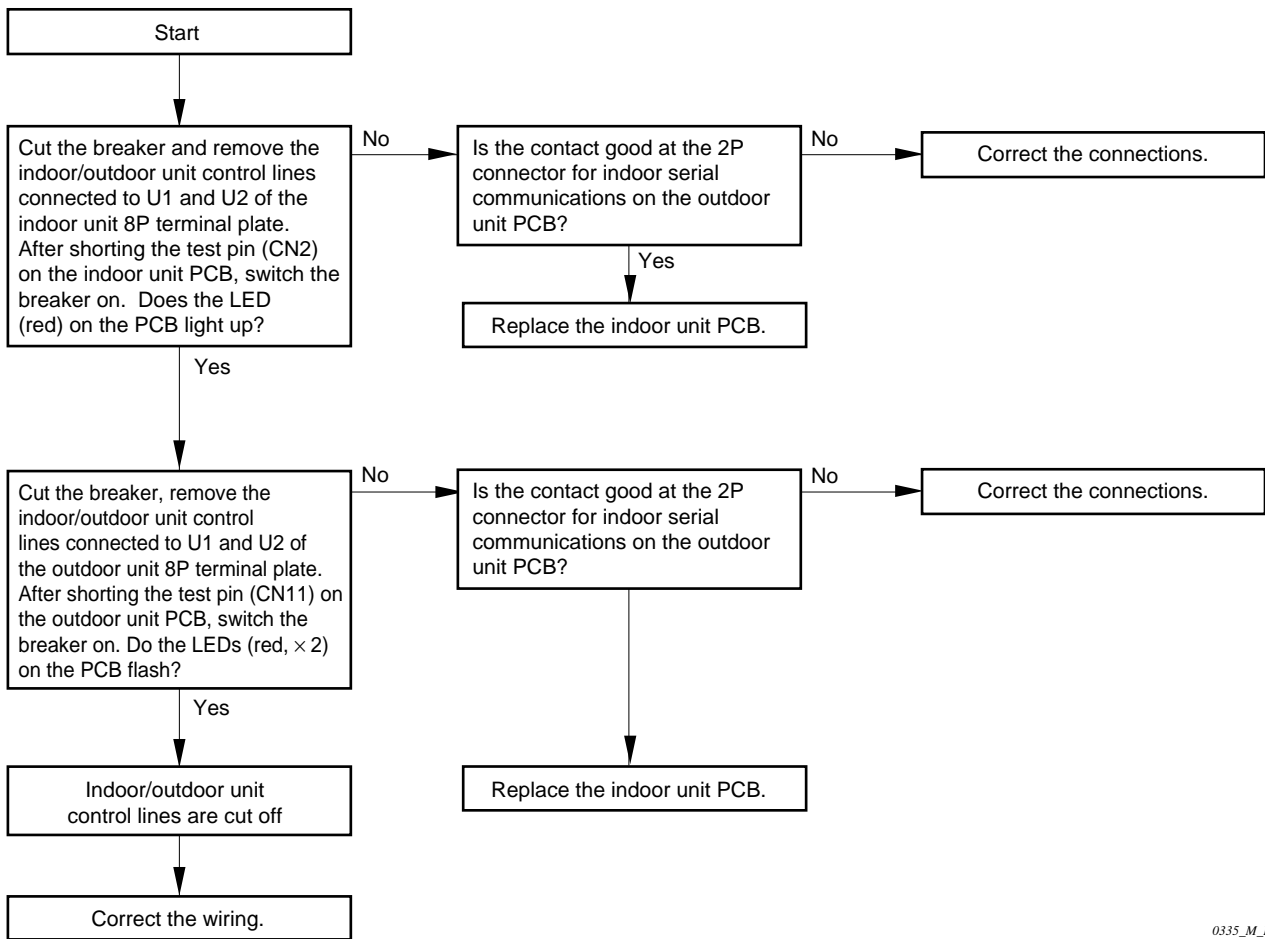 Start
Cut the breaker and remove the
indoor/outdoor unit control lines
connected to U1 and U2 of the
indoor unit 8P terminal plate.
After shorting the test pin (CN2)
on the indoor unit PCB, switch the
breaker on. Does the LED
(red) on the PCB light up?
No
Is the contact good at the 2P
connector for indoor serial
communications on the outdoor
unit PCB?
No
Correct the connections.
Yes
Replace the indoor unit PCB.
Yes
Cut the breaker, remove the
indoor/outdoor unit control
lines connected to U1 and U2 of
the outdoor unit 8P terminal plate.
After shorting the test pin (CN11) on
the outdoor unit PCB, switch the
breaker on. Do the LEDs (red, × 2)
on the PCB flash?
No
Is the contact good at the 2P
connector for indoor serial
communications on the outdoor
unit PCB?
No
Correct the connections.
Yes
Replace the indoor unit PCB.
Indoor/outdoor unit
control lines are cut off
Correct the wiring.
0335_M_